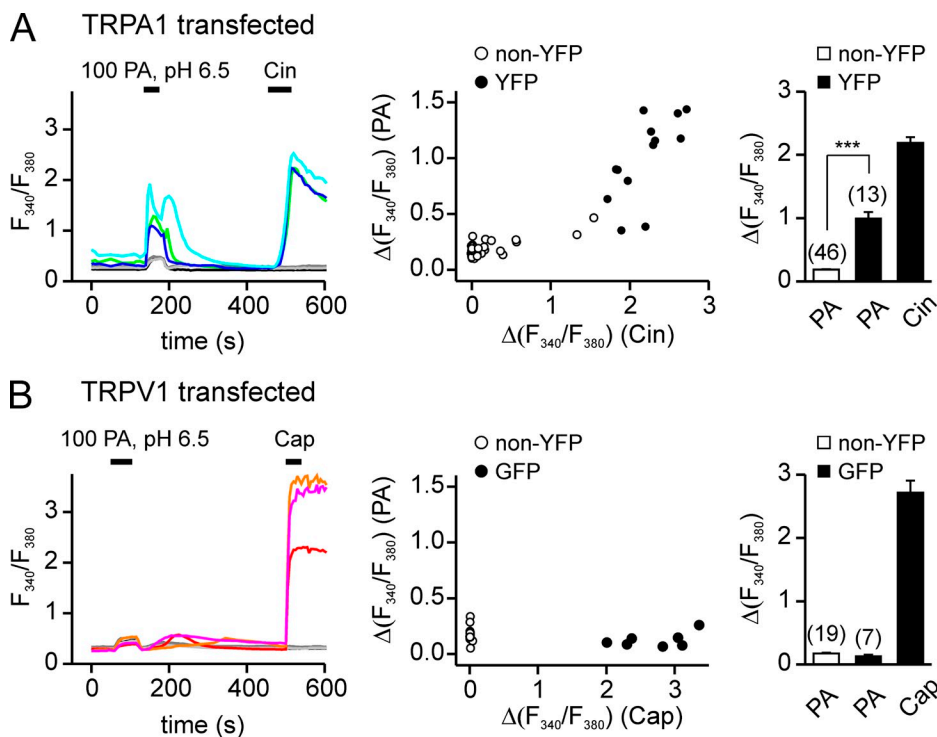 A
TRPA1 transfected
100 PA, pH 6.5
Cin
F340/F380
3
2
1
0
0
200
400
600
time (s)
non-YFP
YFP
Δ(F340/F380) (PA)
1.5
1.0
0.5
0.0
0
1
2
3
Δ(F340/F380) (Cin)
non-YFP
YFP
Δ(F340/F380)
3
2
1
0
***
(46)
(13)
PA
PA
Cin
B
TRPV1 transfected
100 PA, pH 6.5
Cap
F340/F380
3
2
1
0
0
200
400
600
time (s)
non-YFP
GFP
Δ(F340/F380) (PA)
1.5
1.0
0.5
0.0
0
1
2
3
Δ(F340/F380) (Cap)
non-YFP
GFP
Δ(F340/F380)
3
2
1
0
(19)
(7)
PA
PA
Cap